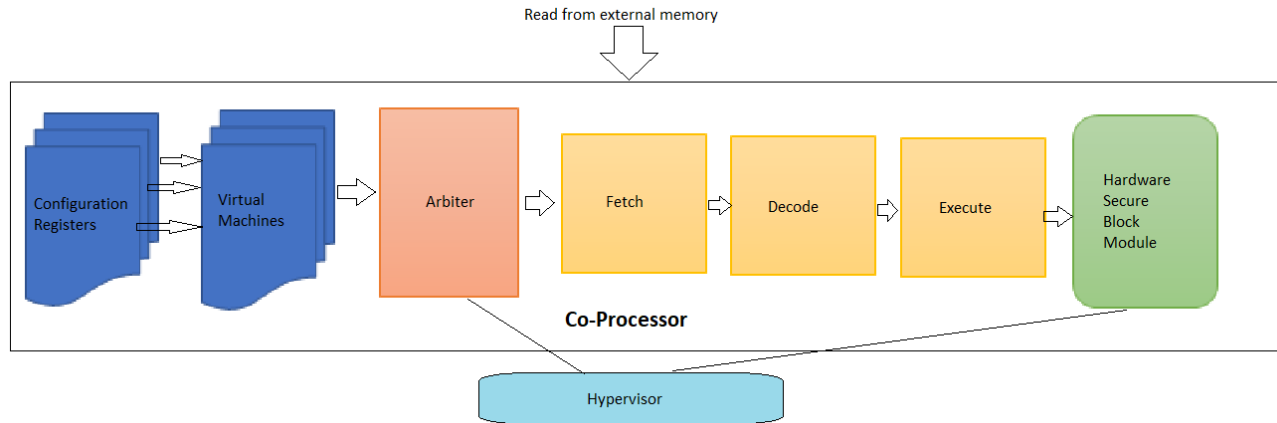 Read from external memory
Configuration
Registers
Virtual
Machines
Arbiter
Fetch
Decode
Execute
Hardware
Secure
Block
Module
Co-Processor
Hypervisor